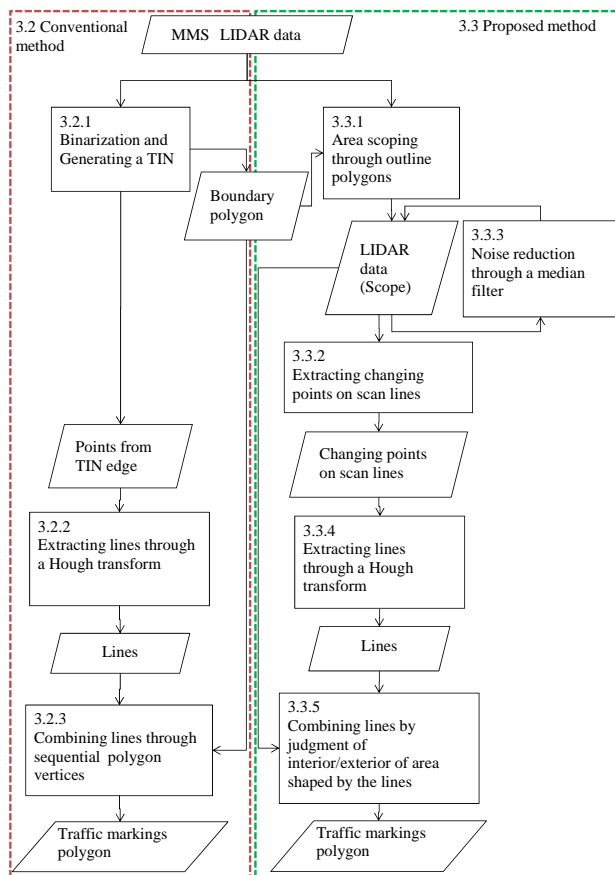 3.2 Conventional
method
MMS LIDAR data
3.3 Proposed method
3.2.1
Binarization and
Generating a TIN
3.3.1
Area scoping
through outline
polygons
Boundary
polygon
LIDAR
data
(Scope)
3.3.3
Noise reduction
through a median
filter
3.3.2
Extracting changing
points on scan lines
Points from
TIN edge
Changing points
on scan lines
3.2.2
Extracting lines through
a Hough transform
3.3.4
Extracting lines
through a Hough
transform
Lines
Lines
3.2.3
Combining lines through
sequential polygon
vertices
3.3.5
Combining lines by
judgment of
interior/exterior of area
shaped by the lines
Traffic markings
polygon
Traffic markings
polygon